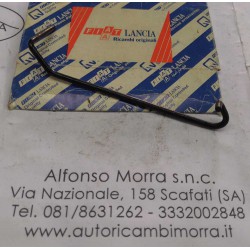 FIAT LANCIA
Ricambi originali
Alfonso Morra s.n.c.
Via Nazionale, 158 Scafati (SA)
Tel. 081/8631262 - 3332002848
www.autoricambimorra.it